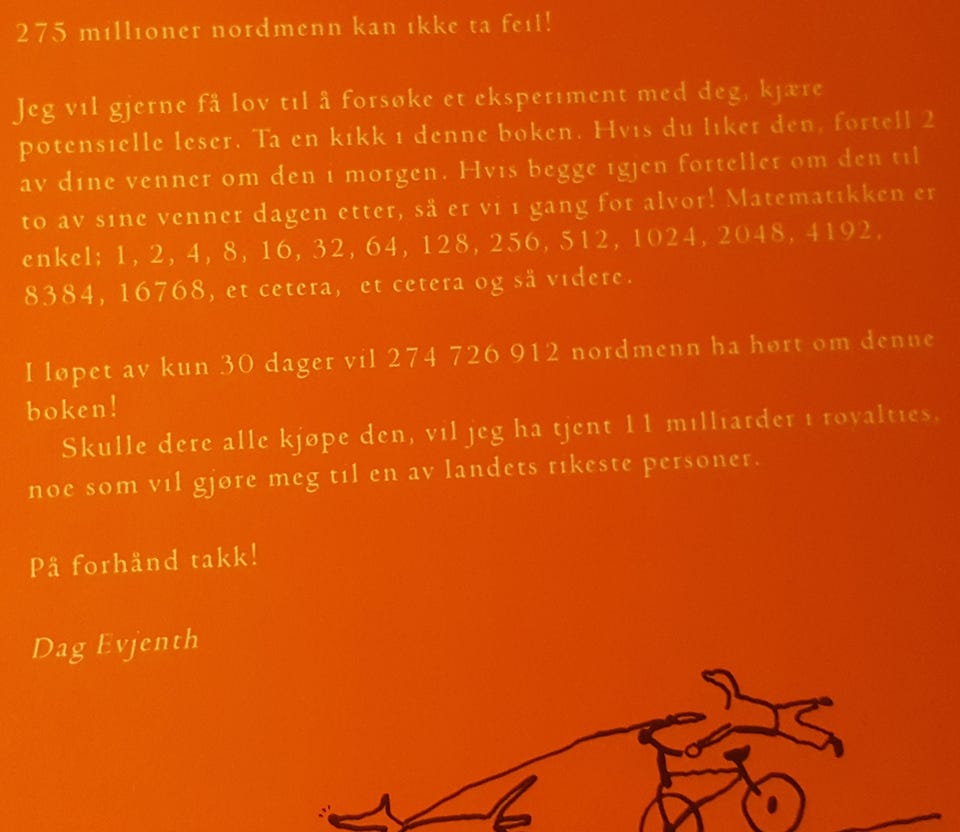 275 millioner nordmenn kan ikke ta feil!
Jeg vil gjerne få lov til å forsøke et eksperiment med deg, kjære
potensielle leser. Ta en kikk i denne boken. Hvis du liker den, fortell 2
av dine venner om den i morgen. Hvis begge igjen forteller om den til
to av sine venner dagen etter, så er vi i gang for alvor! Matematikken er
enkel; 1, 2, 4, 8, 16, 32, 64, 128, 256, 512, 1024, 2048, 4192,
8384, 16768, et cetera, et cetera og så videre.
I løpet av kun 30 dager vil 274 726 912 nordmenn ha hørt om denne
boken!
Skulle dere alle kjøpe den, vil jeg ha tjent 11 milliarder i royalties,
noe som vil gjøre meg til en av landets rikeste personer.
På forhånd takk!
Dag Evjenth